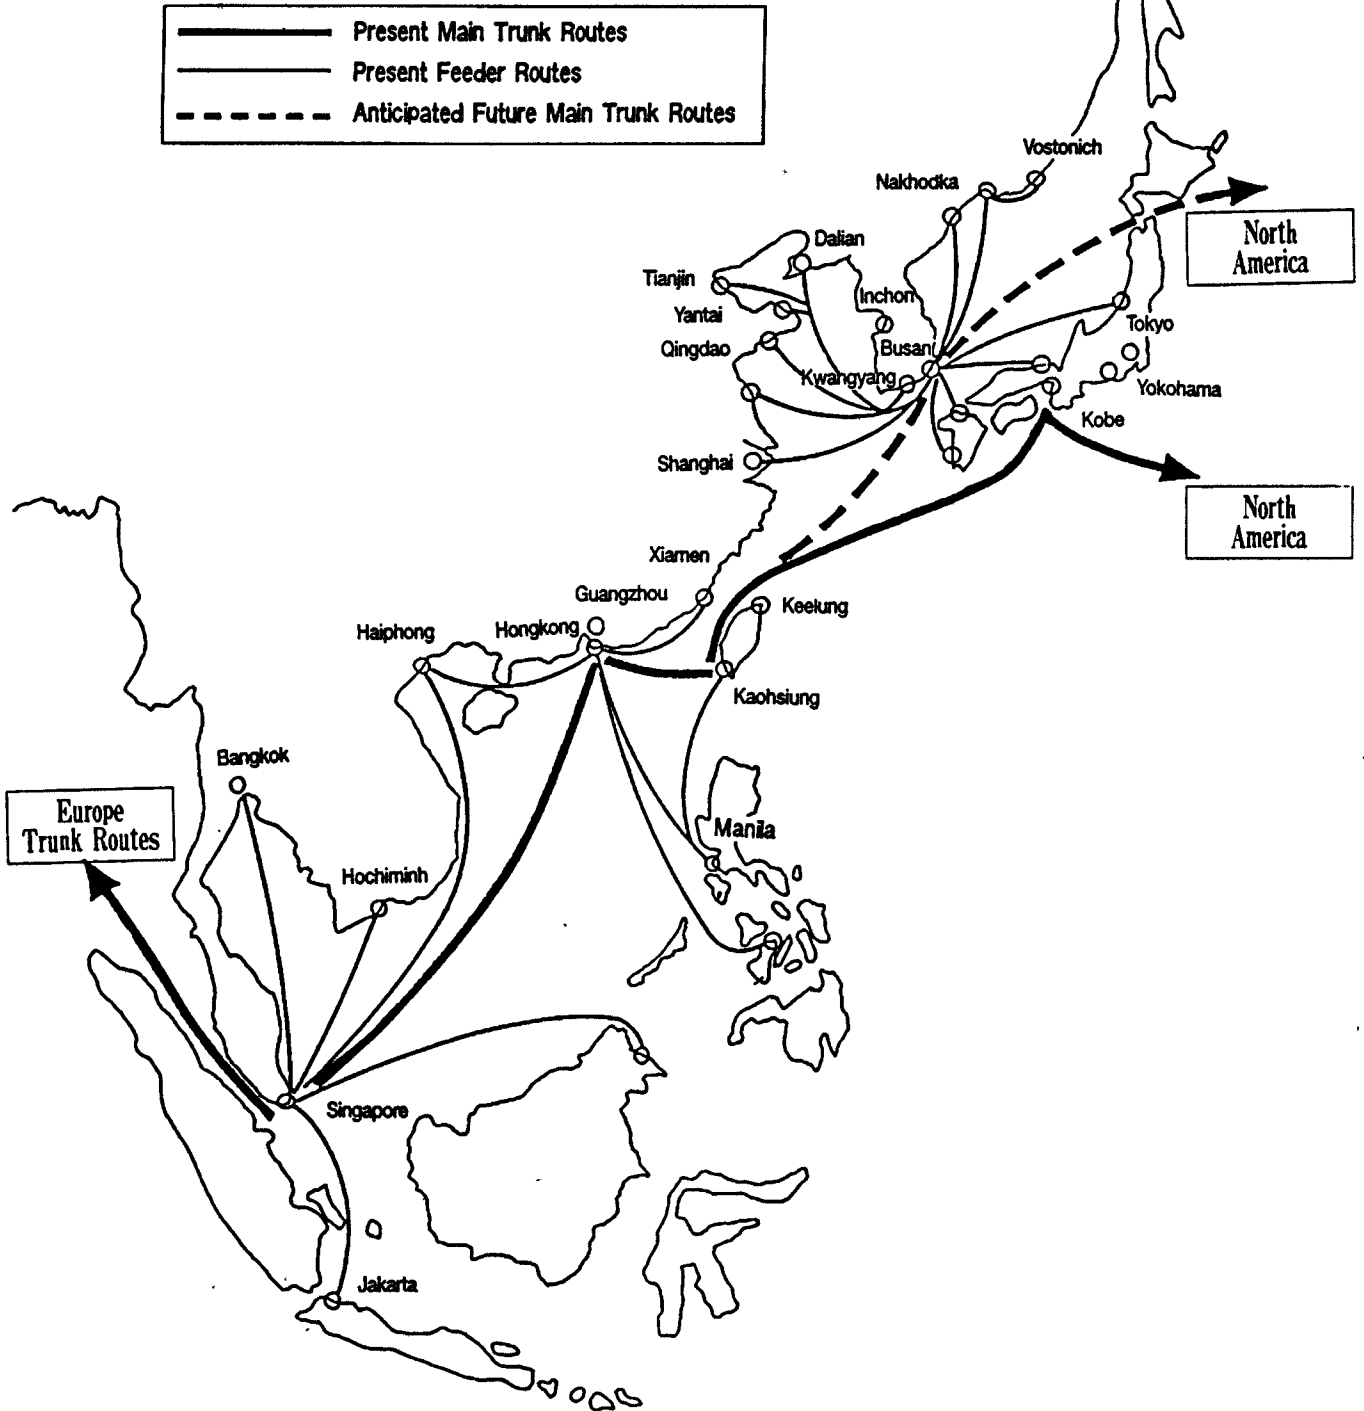 Present Main Trunk Routes
Present Feeder Routes
Anticipated Future Main Trunk Routes
Vostonich
Nakhodka
North
America
Dalian
Tianjin
Inchon
Yantai
Tokyo
Qingdao
Busan
Kwangyang
Yokohama
Kobe
Shanghai
North
America
Xiamen
Guangzhou
Keelung
Hongkong
Haiphong
Kaohsiung
Bangkok
Europe
Trunk Routes
Manila
Hochiminh
Singapore
Jakarta